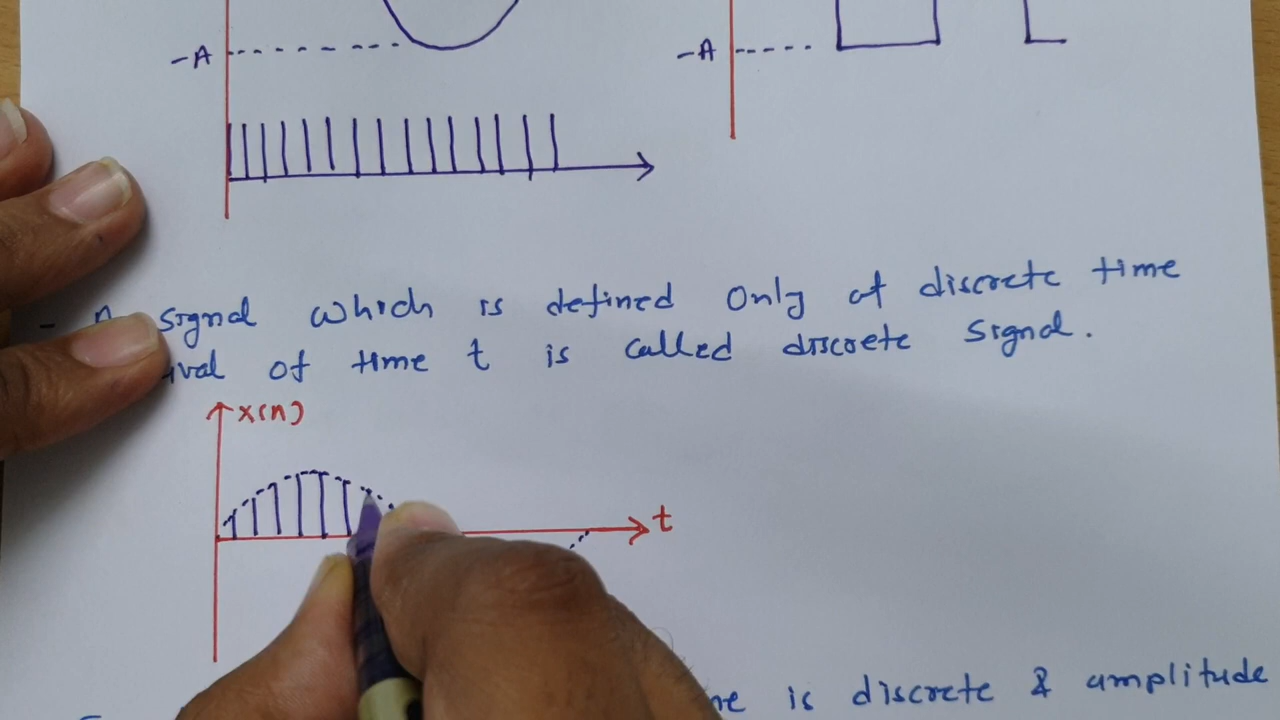 -A
-A
- A signal which is defined Only at discrete time
of time t is called discrete signal.
x(n)
t
is discrete & amplitude